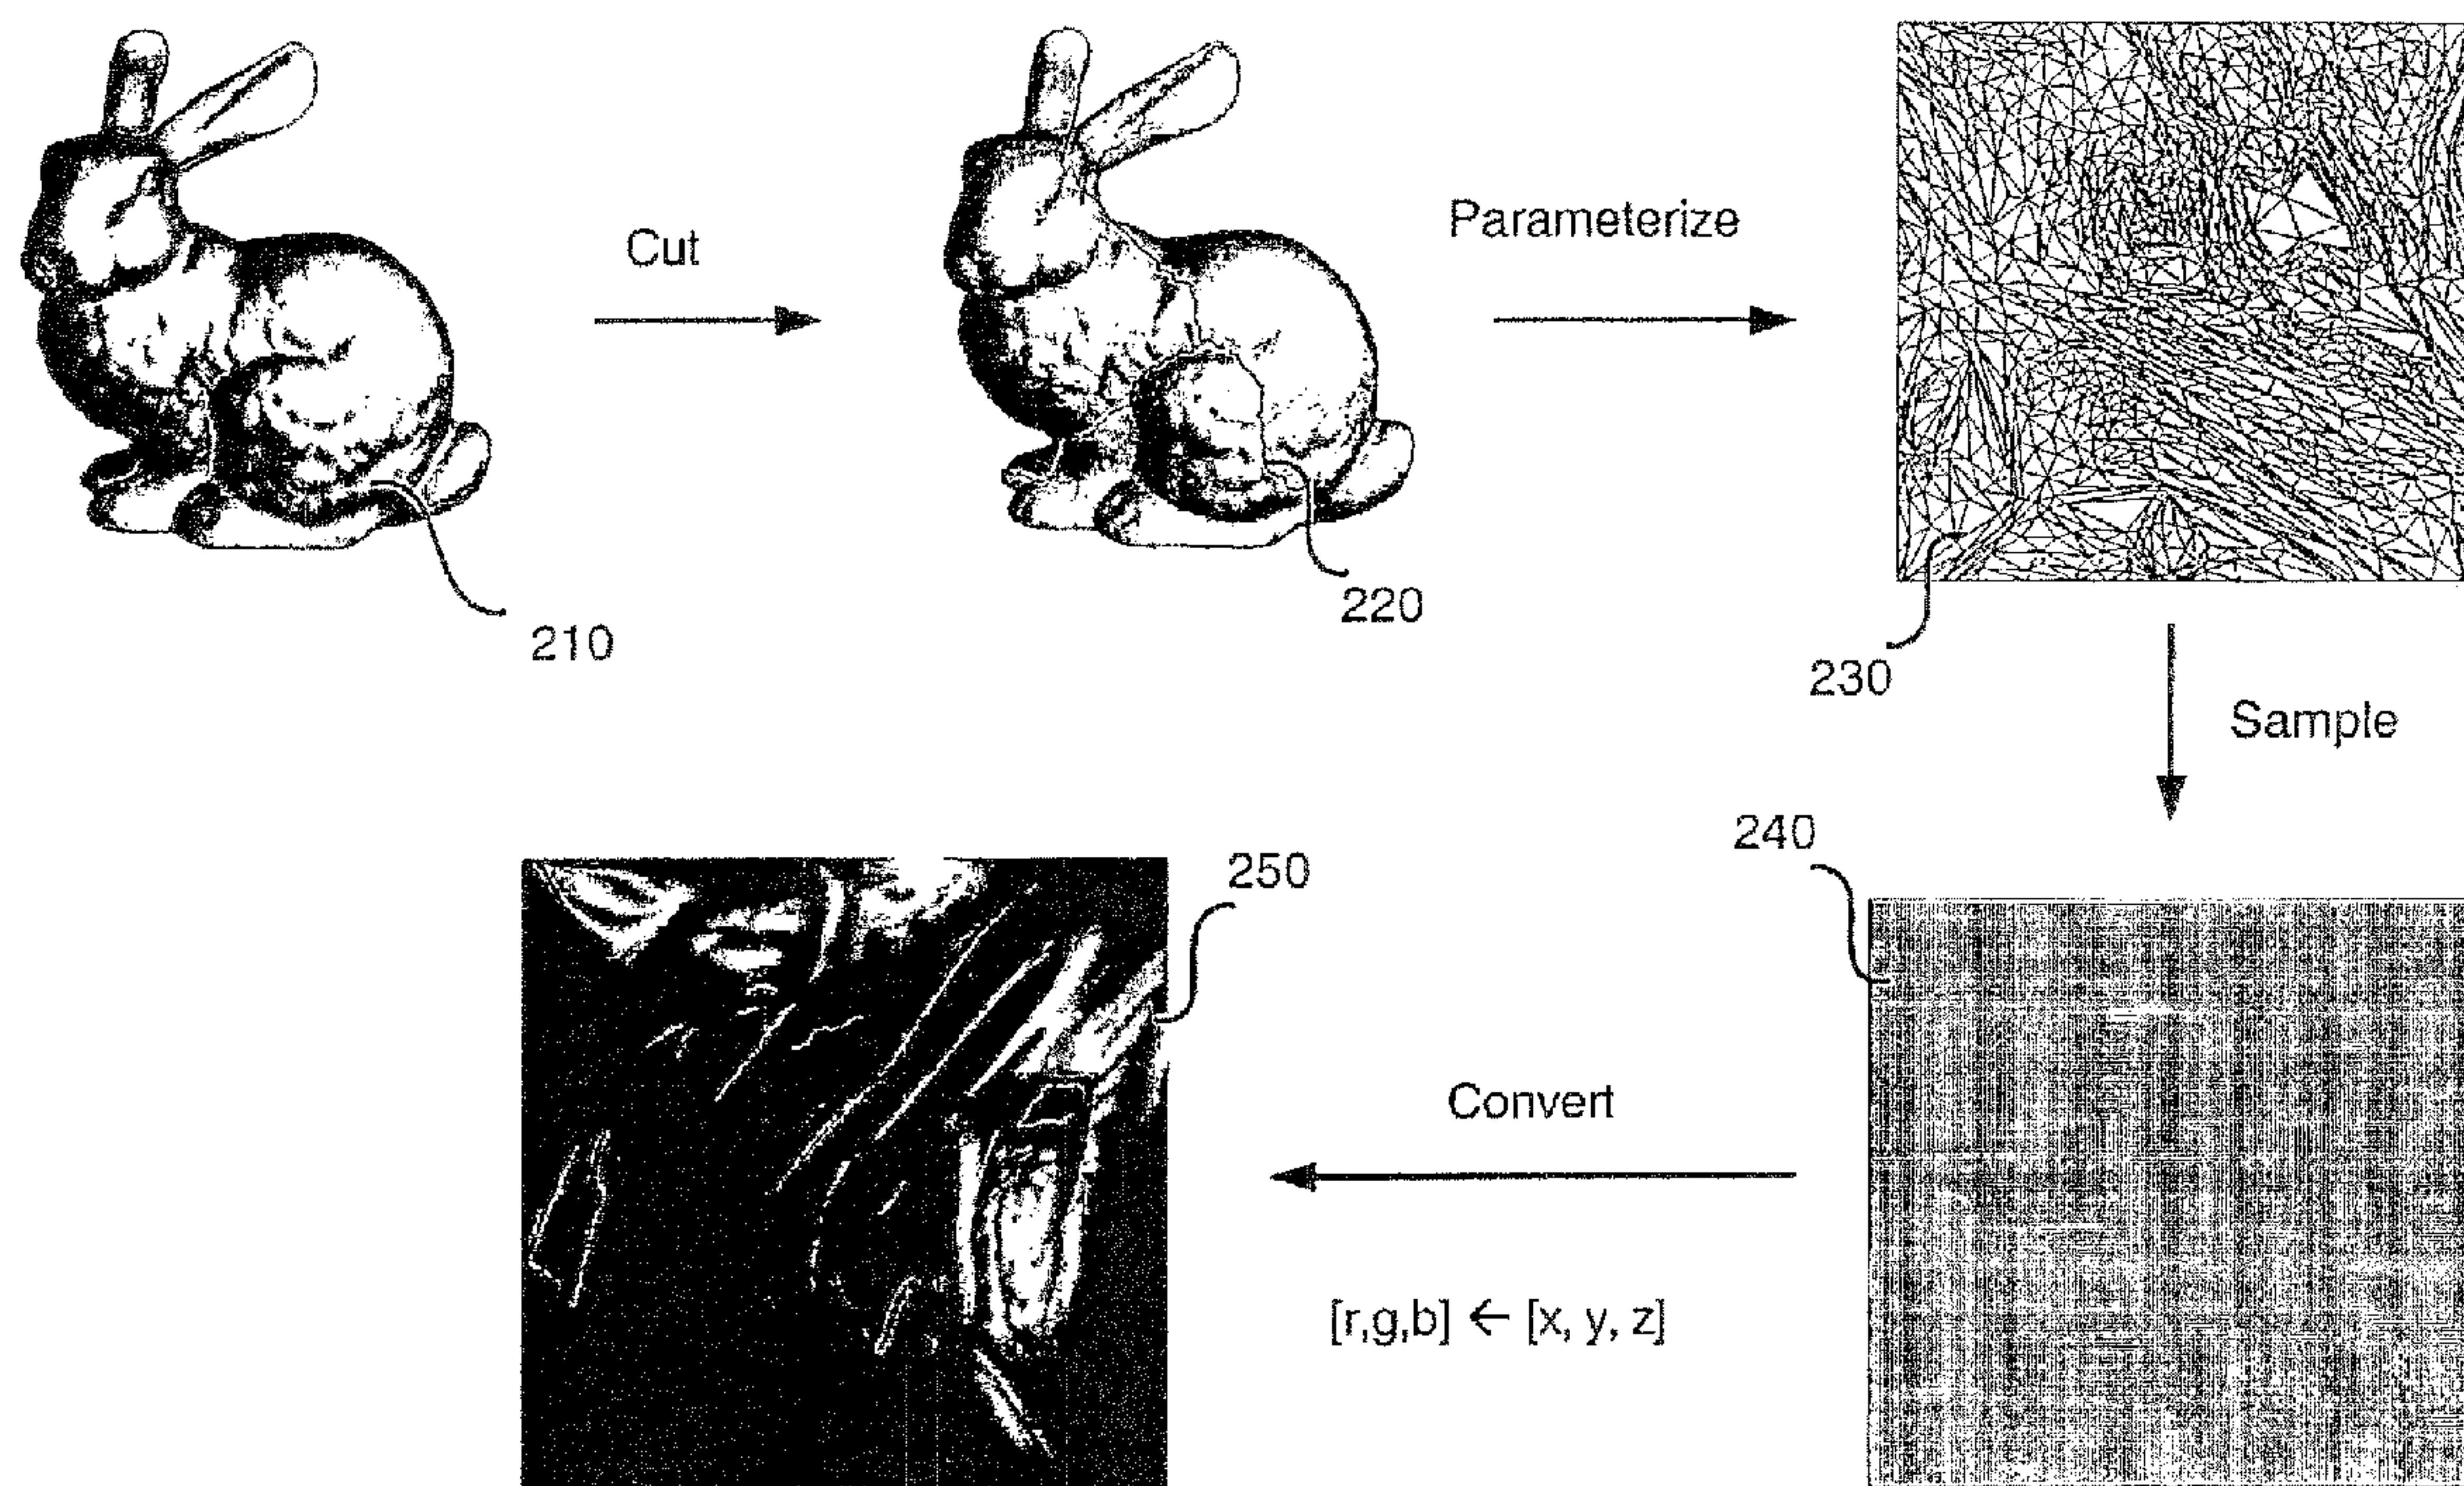 Cut
Parameterize
210
220
230
Sample
240
250
Convert
[r,g,b] ← [x, y, z]